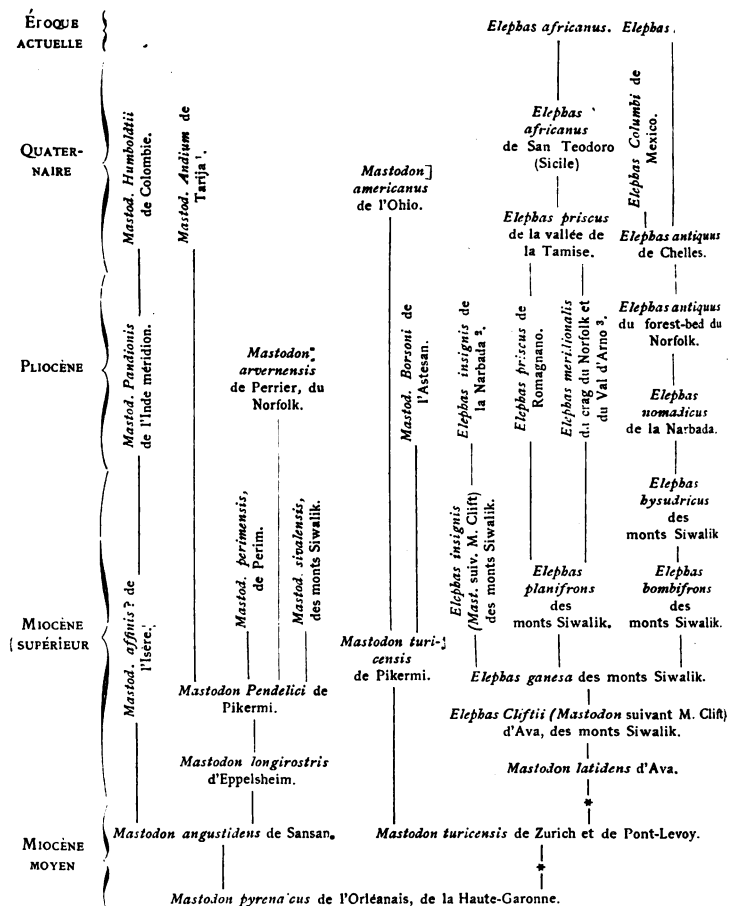 ÉPOQUE
ACTUELLE
Elephas africanus. Elephas.
QUATER-
NAIRE
Mastod. Humboldtii
de Colombie.
Mastod. Andium de
Tarija 1.
Mastodon
americanus
de l'Ohio.
Elephas
africanus
de San Teodoro
(Sicile)
Elephas priscus
de la vallée de
la Tamise.
Elephas Columbi de
Mexico.
Elephas antiquus
de Chelles.
PLIOCÈNE
Mastod. Pandionis
de l'Inde méridion.
Mastodon
arvernensis
de Perrier, du
Norfolk.
Mastod. Borsoni de
l'Astesan.
Elephas insignis de
la Narbada 2.
Elephas priscus de
Romagnano.
Elephas meridionalis
du crag du Norfolk et
du Val d'Arno 3.
Elephas antiquus
du forest-bed du
Norfolk.
Elephas
nomadicus
de la Narbada.
MIOCÈNE
SUPÉRIEUR
Mastod. affinis ? de
l'Isère.
Mastod. perimensis,
de Perim.
Mastod. sivalensis,
des monts Siwalik.
Elephas insignis
(Mast. suiv. M. Clift)
des monts Siwalik.
Elephas
planifrons
des
monts Siwalik.
Elephas
hysudricus
des
monts Siwalik
Elephas
bombifrons
des
monts Siwalik.
Mastodon Pendelici de
Pikermi.
Mastodon turi-
censis
de Pikermi.
Elephas ganesa des monts Siwalik.
Elephas Cliftii (Mastodon suivant M. Clift)
d'Ava, des monts Siwalik.
Mastodon longirostris
d'Eppelsheim.
Mastodon latidens d'Ava.
*
MIOCÈNE
MOYEN
Mastodon angustidens de Sansan.
Mastodon turicensis de Zurich et de Pont-Levoy.
*
Mastodon pyrenaicus de l'Orléanais, de la Haute-Garonne.